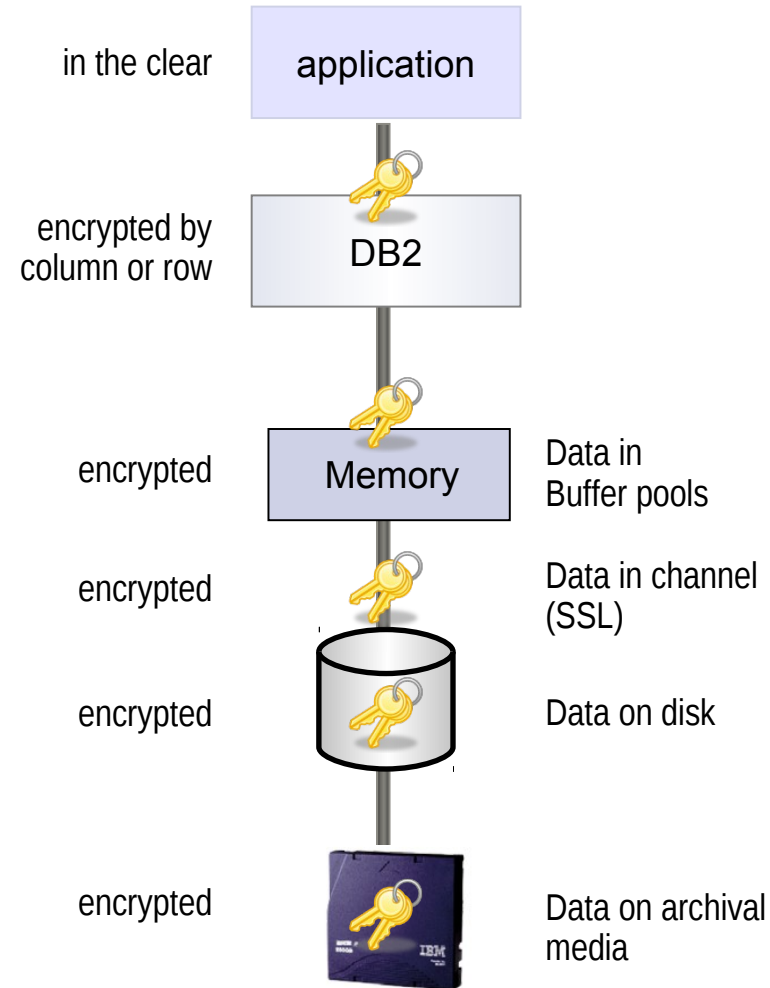 in the clear
application
encrypted by
column or row
DB2
encrypted
Memory
Data in
Buffer pools
encrypted
Data in channel
(SSL)
encrypted
Data on disk
encrypted
IBM
Data on archival
media